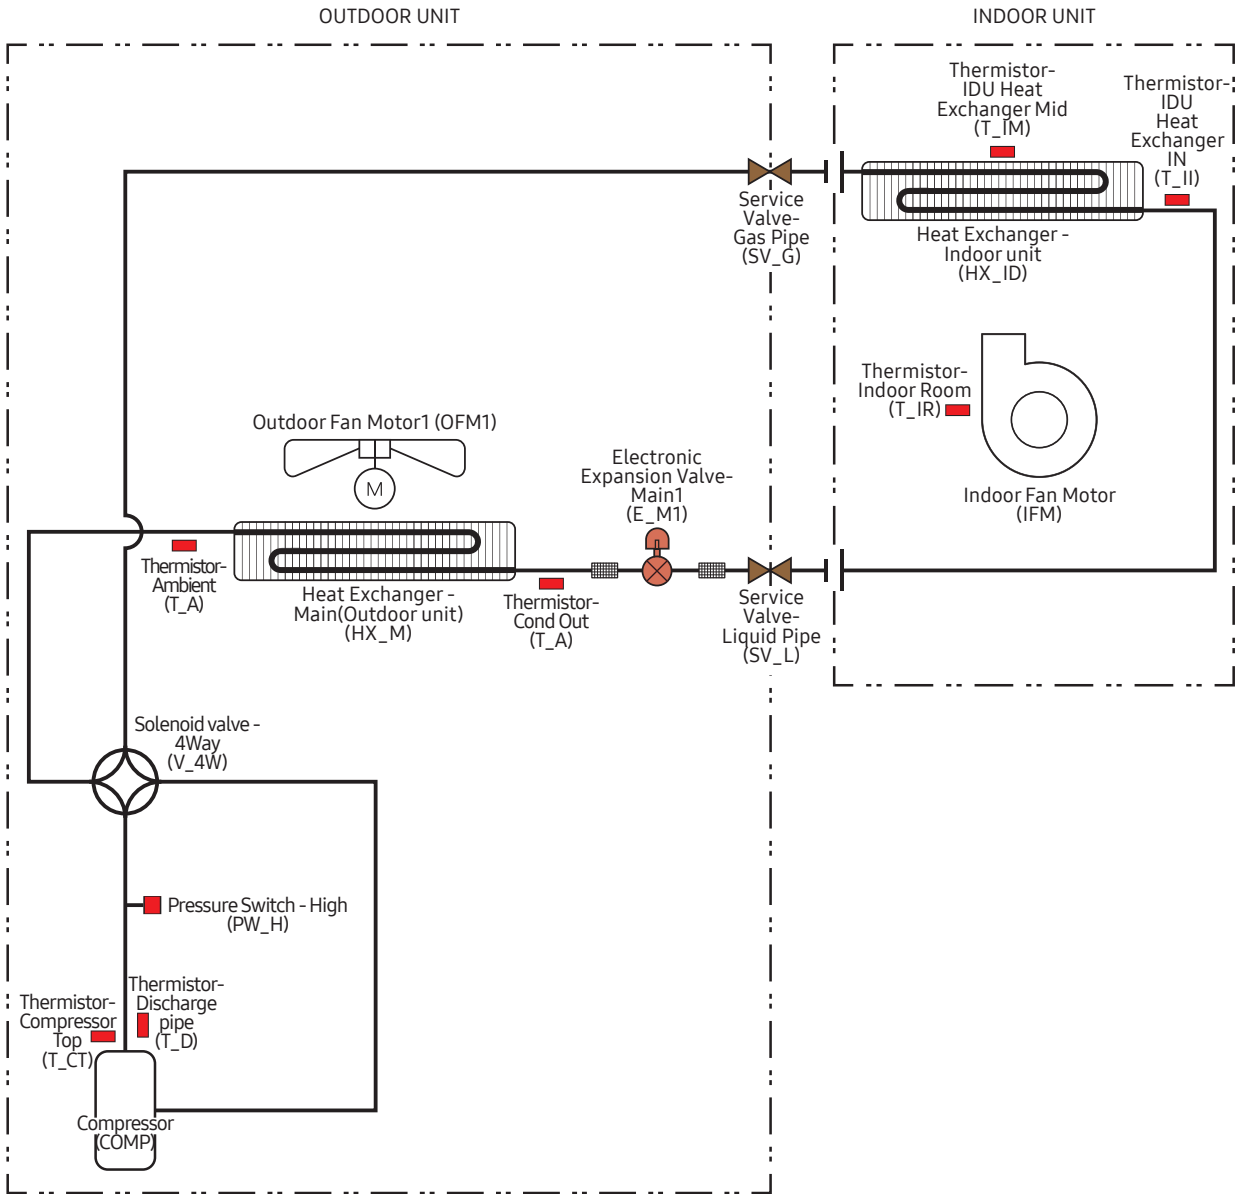 OUTDOOR UNIT
INDOOR UNIT
Thermistor-
IDU Heat
Exchanger Mid
(T_IM)
Thermistor-
IDU
Heat
Exchanger
IN
(T_II)
Service
Valve-
Gas Pipe
(SV_G)
Heat Exchanger -
Indoor unit
(HX_ID)
Thermistor-
Indoor Room
(T_IR)
Indoor Fan Motor
(IFM)
Outdoor Fan Motor1 (OFM1)
M
Electronic
Expansion Valve-
Main1
(E_M1)
Thermistor-
Ambient
(T_A)
Heat Exchanger -
Main(Outdoor unit)
(HX_M)
Thermistor-
Cond Out
(T_A)
Service
Valve-
Liquid Pipe
(SV_L)
Solenoid valve -
4Way
(V_4W)
Pressure Switch - High
(PW_H)
Thermistor-
Compressor
Top
(T_CT)
Thermistor-
Discharge
pipe
(T_D)
Compressor
(COMP)